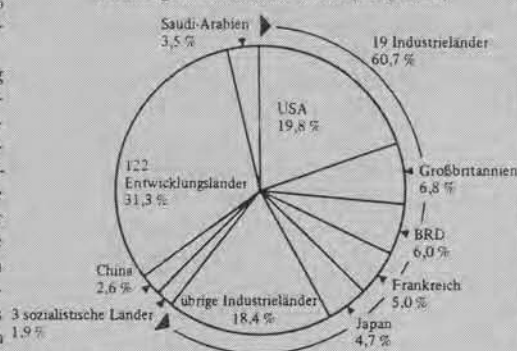 Saudi-Arabien
3,5 %
19 Industrieländer
60,7 %
USA
19,8 %
Großbritannien
6,8 %
BRD
6,0 %
Frankreich
5.0 %
Japan
4,7 %
übrige Industrieländer
18,4 %
3 sozialistische Länder
1.9 %
China
2,6 %
122
Entwicklungsländer
31,3 %